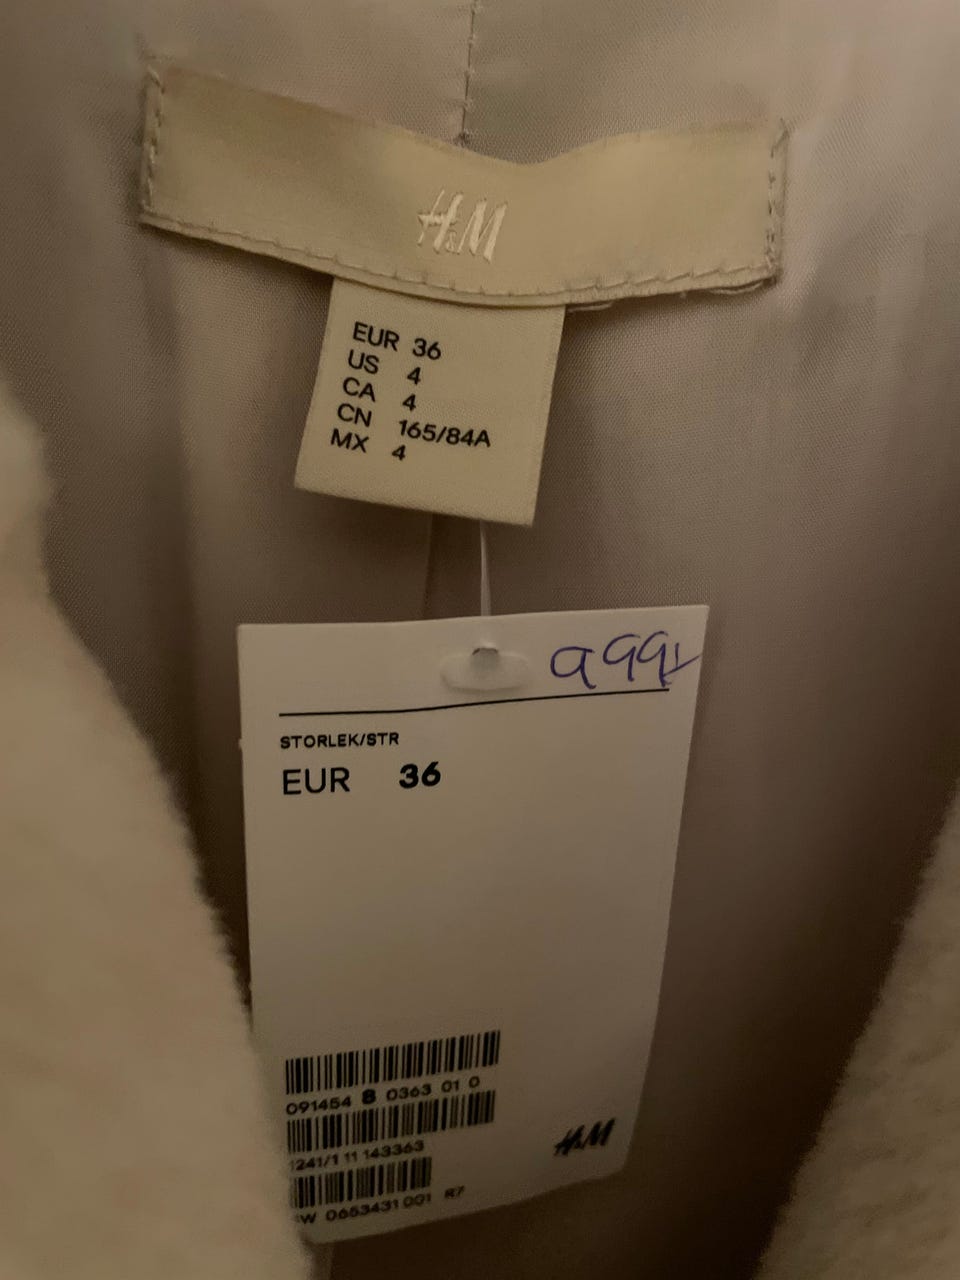 H&M
EUR 36
US 4
CA 4
CN 165/84A
MX 4
STORLEK/STR
EUR 36
091454 8 0363 01 0
1241/1 11 143363
0653431 001 R7
H&M